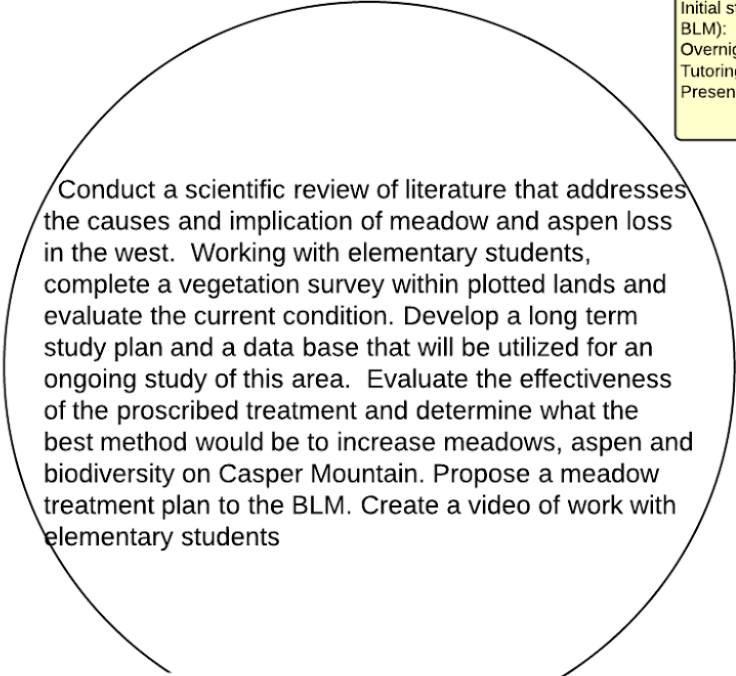 Initial
BLM):
Conduct a scientific review of literature that addresses
the causes and implication of meadow and aspen loss
in the west.  Working with elementary students,
complete a vegetation survey within plotted lands and
evaluate the current condition. Develop a long term
study plan and a data base that will be utilized for an
ongoing study of this area.  Evaluate the effectiveness
of the proscribed treatment and determine what the
best method would be to increase meadows, aspen and
biodiversity on Casper Mountain. Propose a meadow
treatment plan to the BLM. Create a video of work with
elementary students